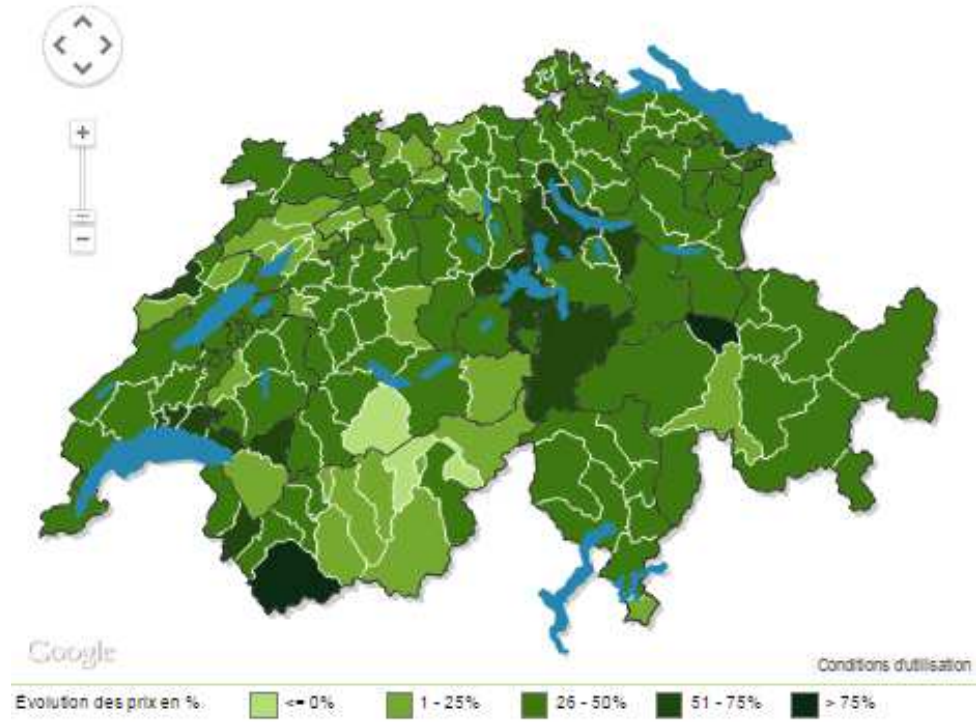 Google
Conditions d'utilisation
Evolution des prix en % <= 0% 1 - 25% 26 - 50% 51 - 75% > 75%